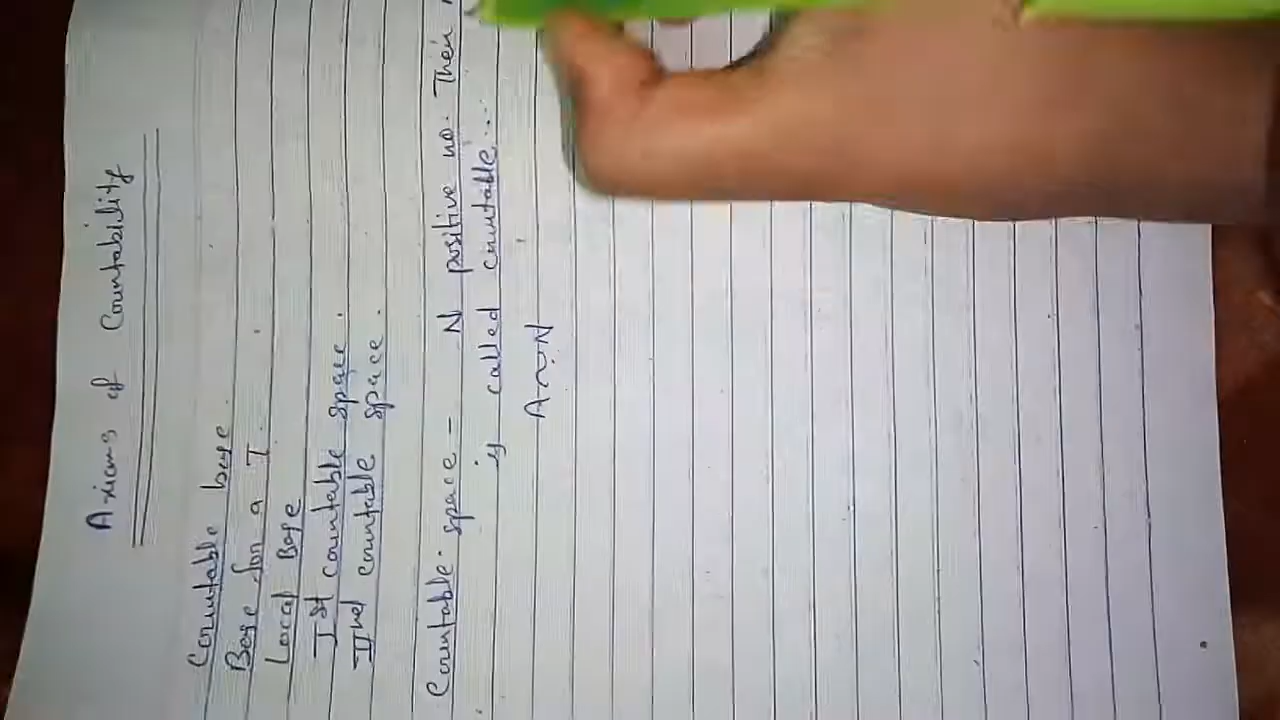 Axioms of Countability
Countable base
Base for a T.
Local Base
Ist countable space.
IInd countable space.
Countable space - N positive no. Then
is called countable...
A~N